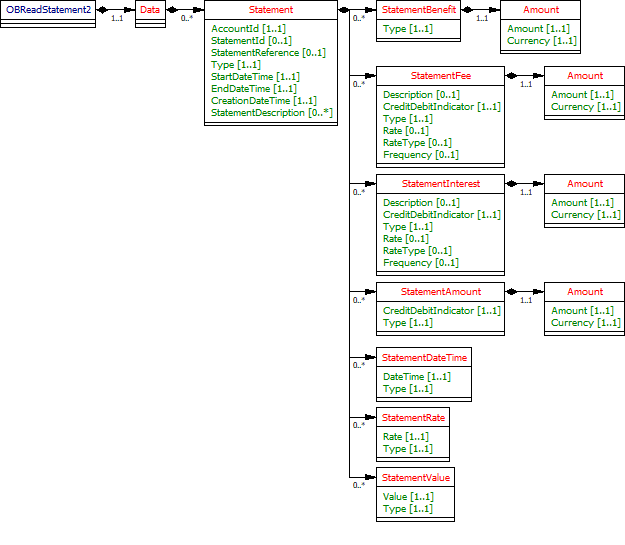 OBReadStatement2
1..1
Data
0..*
Statement
AccountId [1..1]
StatementId [0..1]
StatementReference [0..1]
Type [1..1]
StartDateTime [1..1]
EndDateTime [1..1]
CreationDateTime [1..1]
StatementDescription [0..*]
0..*
StatementBenefit
Type [1..1]
1..1
Amount
Amount [1..1]
Currency [1..1]
0..*
StatementFee
Description [0..1]
CreditDebitIndicator [1..1]
Type [1..1]
Rate [0..1]
RateType [0..1]
Frequency [0..1]
1..1
Amount
Amount [1..1]
Currency [1..1]
0..*
StatementInterest
Description [0..1]
CreditDebitIndicator [1..1]
Type [1..1]
Rate [0..1]
RateType [0..1]
Frequency [0..1]
1..1
Amount
Amount [1..1]
Currency [1..1]
0..*
StatementAmount
CreditDebitIndicator [1..1]
Type [1..1]
1..1
Amount
Amount [1..1]
Currency [1..1]
0..*
StatementDateTime
DateTime [1..1]
Type [1..1]
0..*
StatementRate
Rate [1..1]
Type [1..1]
0..*
StatementValue
Value [1..1]
Type [1..1]